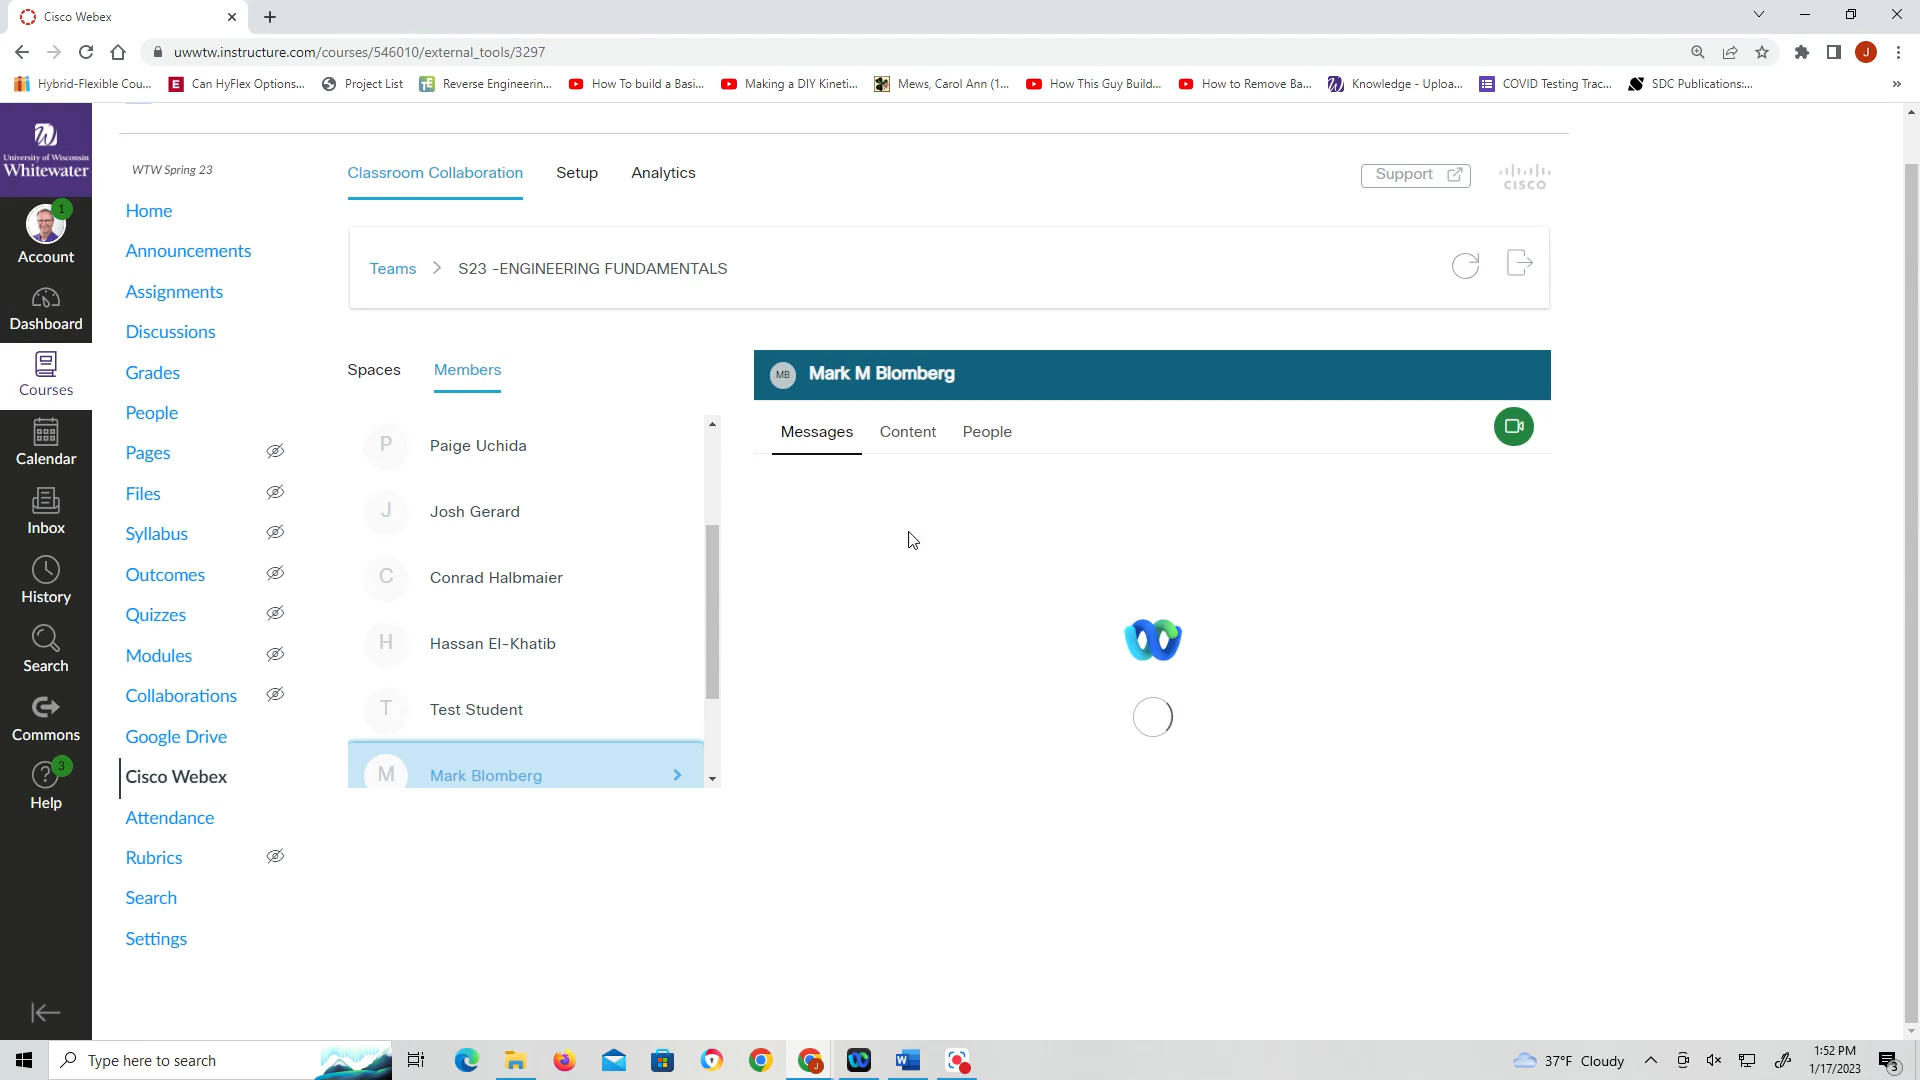 Cisco Webex
uwwtw.instructure.com/courses/546010/external_tools/3297
J
Hybrid-Flexible Cou...
Can HyFlex Options...
Project List
Reverse Engineerin...
How To build a Basi...
Making a DIY Kineti...
Mews, Carol Ann (1...
How This Guy Build...
How to Remove Ba...
Knowledge - Uploa...
COVID Testing Trac...
SDC Publications:...
University of Wisconsin
Whitewater
1
Account
Dashboard
Courses
Calendar
Inbox
History
Search
Commons
3
Help
WTW Spring 23
Home
Announcements
Assignments
Discussions
Grades
People
Pages
Files
Syllabus
Outcomes
Quizzes
Modules
Collaborations
Google Drive
Cisco Webex
Attendance
Rubrics
Search
Settings
Classroom Collaboration
Setup
Analytics
Support
CISCO
Teams > S23 -ENGINEERING FUNDAMENTALS
Spaces
Members
P Paige Uchida
J Josh Gerard
C Conrad Halbmaier
H Hassan El-Khatib
T Test Student
M Mark Blomberg
MB Mark M Blomberg
Messages
Content
People
Type here to search
37°F Cloudy
1:52 PM
1/17/2023
3